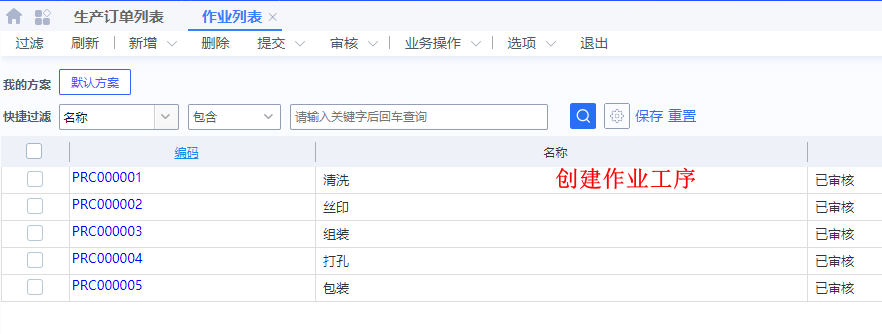 生产订单列表 作业列表
过滤 刷新 新增 删除 提交 审核 业务操作 选项 退出
我的方案 默认方案
快捷过滤 名称 包含 请输入关键字后回车查询 保存 重置
编码 名称
PRC000001 清洗 创建作业工序 已审核
PRC000002 丝印 已审核
PRC000003 组装 已审核
PRC000004 打孔 已审核
PRC000005 包装 已审核